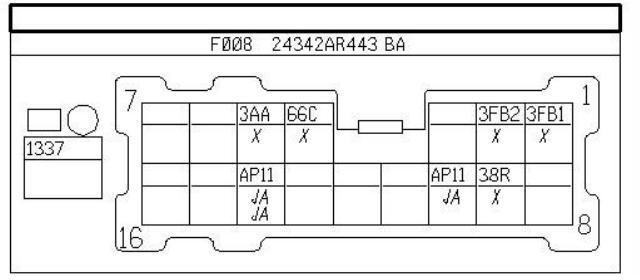 F008 24342AR443 BA
7 1
3AA 66C 3FB2 3FB1
X X X X
1337
AP11 AP11 38R
JA JA X
JA
16 8